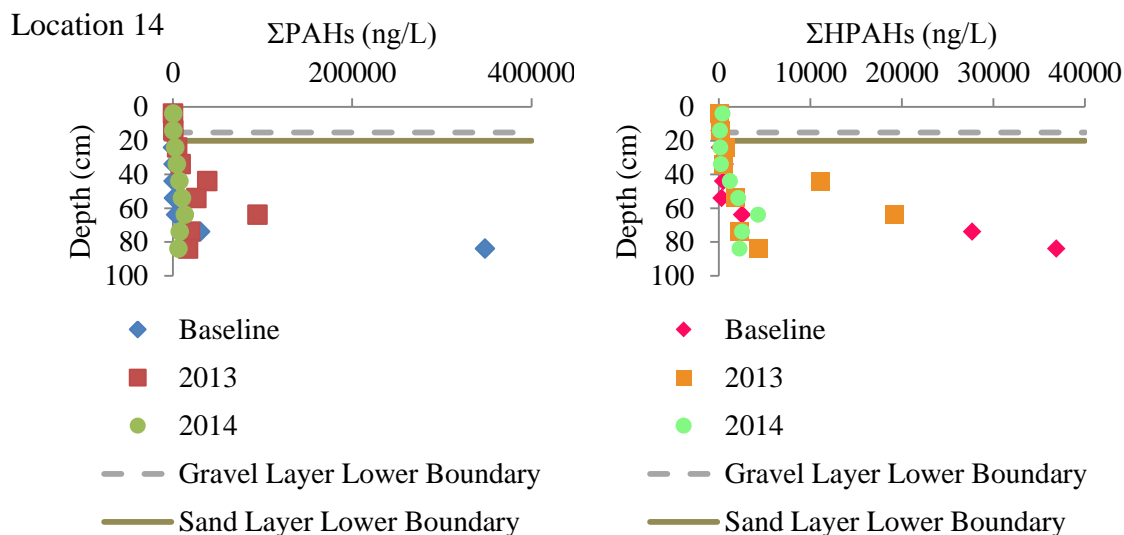 Location 14
ΣPAHs (ng/L)
0 200000 400000
Depth (cm)
0
20
40
60
80
100
Baseline
2013
2014
Gravel Layer Lower Boundary
Sand Layer Lower Boundary
ΣHPAHs (ng/L)
0 10000 20000 30000 40000
Depth (cm)
0
20
40
60
80
100
Baseline
2013
2014
Gravel Layer Lower Boundary
Sand Layer Lower Boundary